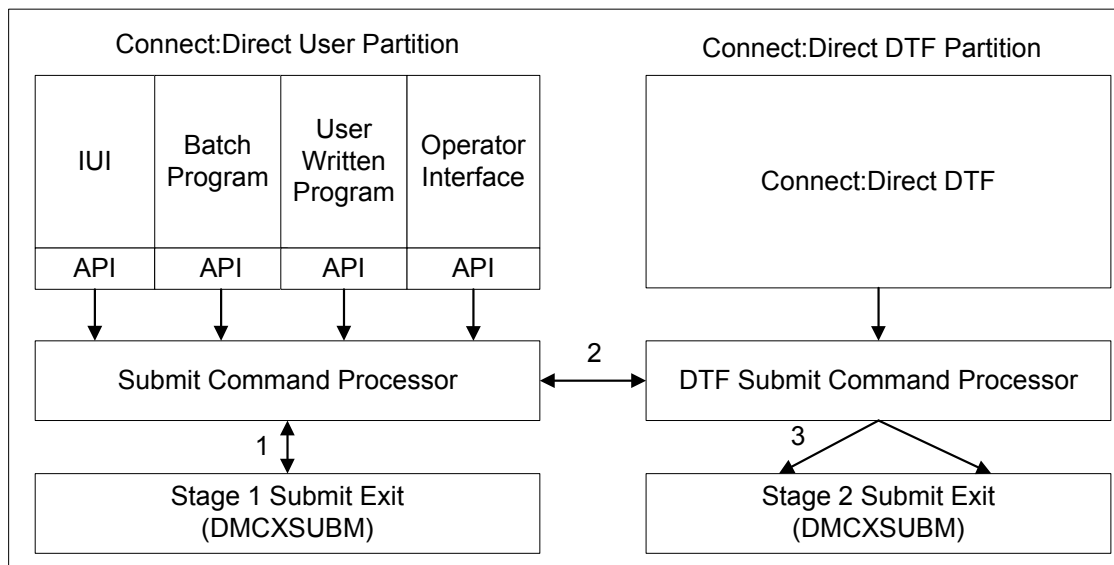 Connect:Direct User Partition
Connect:Direct DTF Partition
IUI
Batch
Program
User
Written
Program
Operator
Interface
Connect:Direct DTF
API
API
API
API
Submit Command Processor
2
DTF Submit Command Processor
1
3
Stage 1 Submit Exit
(DMCXSUBM)
Stage 2 Submit Exit
(DMCXSUBM)